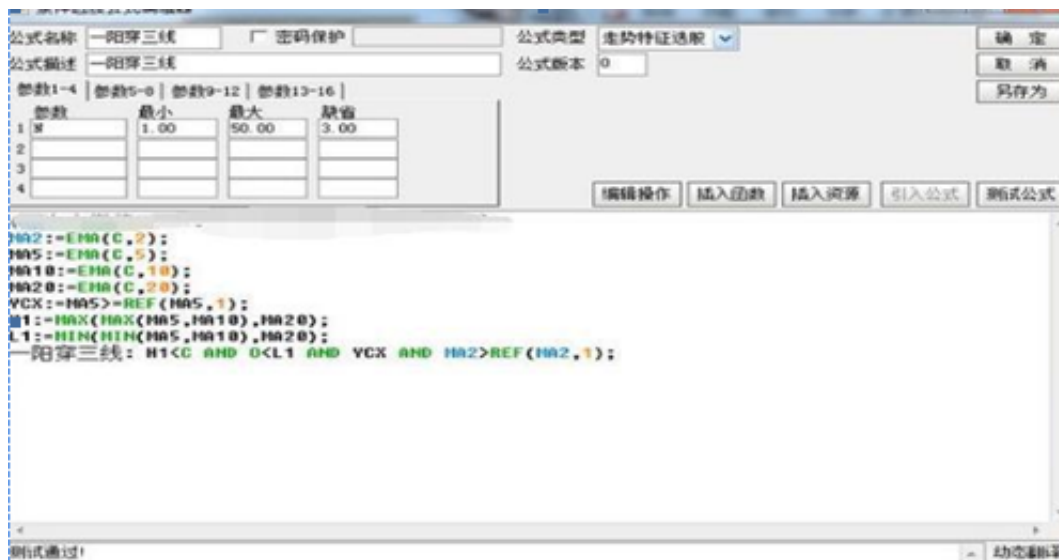 公式名称 一阳穿三线 密码保护 公式类型 走势特征选股 确 定
公式描述 一阳穿三线 公式版本 0 取 消
参数1-4 参数5-8 参数9-12 参数13-16 另存为
参数 最小 最大 缺省
1 N 1.00 50.00 3.00
2
3
4
编辑操作 插入函数 插入资源 引入公式 测试公式
MA2:=EMA(C,2);
MA5:=EMA(C,5);
MA10:=EMA(C,10);
MA20:=EMA(C,20);
YCX:=MA5>=REF(MA5,1);
H1:=MAX(MAX(MA5,MA10),MA20);
L1:=MIN(MIN(MA5,MA10),MA20);
一阳穿三线: H1<C AND O<L1 AND YCX AND MA2>REF(MA2,1);
测试通过! 动态翻译